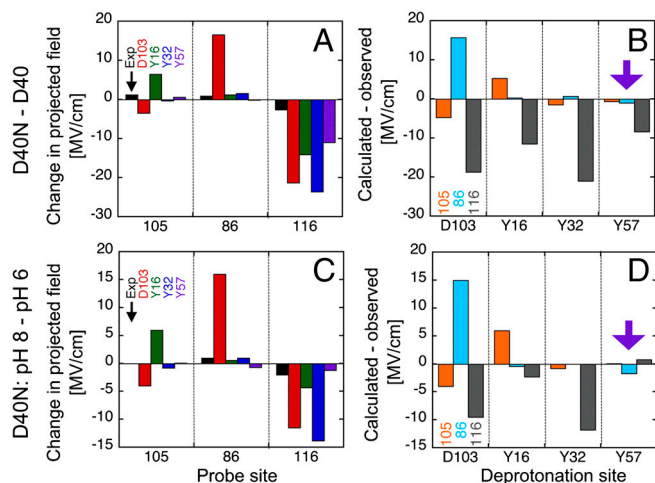 A
D40N - D40
Change in projected field
[MV/cm]
20
10
0
-10
-20
-30
Exp
D103
Y16
Y32
Y57
105 86 116
B
Calculated - observed
[MV/cm]
20
10
0
-10
-20
-30
105
86
116
D103 Y16 Y32 Y57
C
D40N: pH 8 - pH 6
Change in projected field
[MV/cm]
20
15
10
5
0
-5
-10
-15
Exp
D103
Y16
Y32
Y57
105 86 116
Probe site
D
Calculated - observed
[MV/cm]
20
15
10
5
0
-5
-10
-15
105
86
116
D103 Y16 Y32 Y57
Deprotonation site